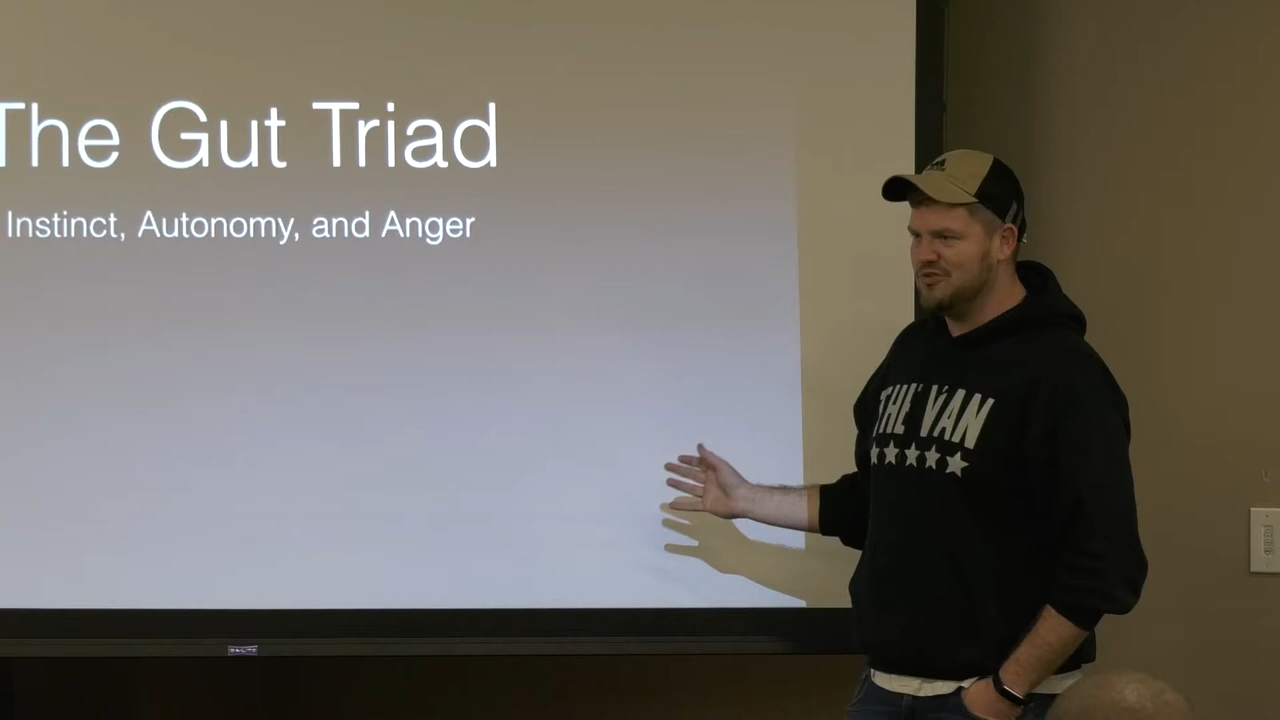 The Gut Triad
Instinct, Autonomy, and Anger
THE VAN